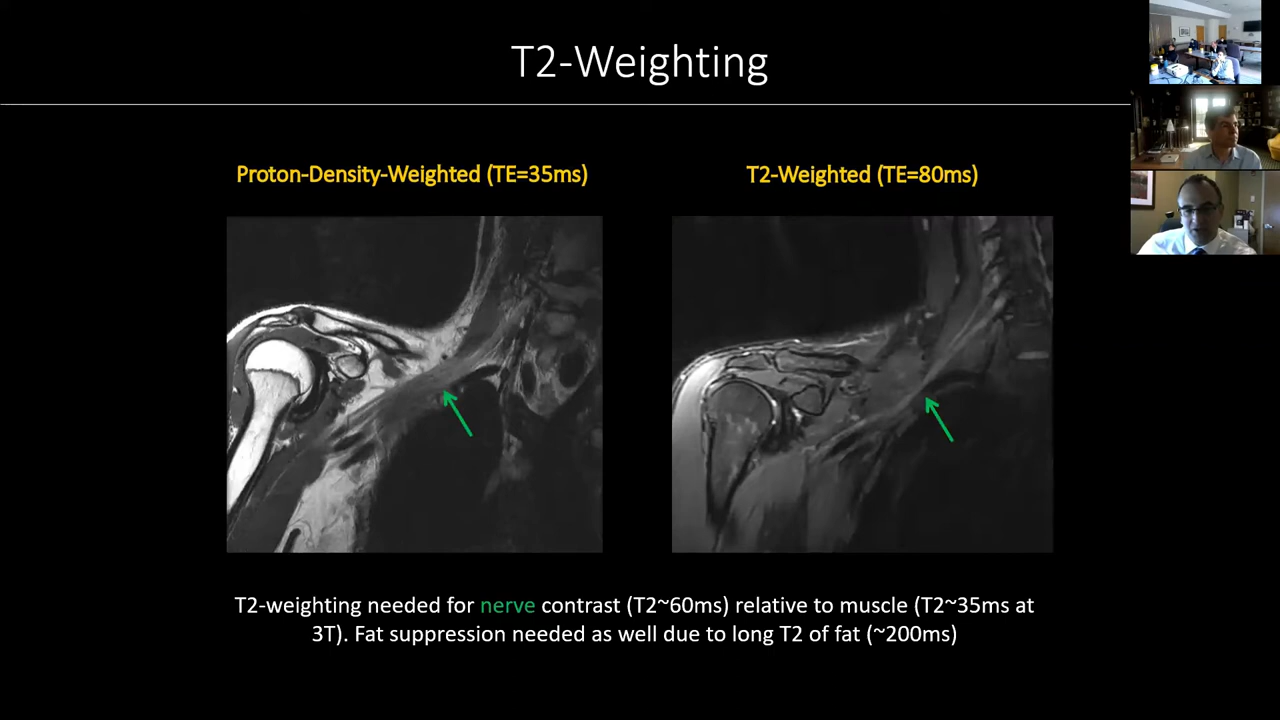 T2-Weighting
Proton-Density-Weighted (TE=35ms)
T2-Weighted (TE=80ms)
T2-weighting needed for nerve contrast (T2~60ms) relative to muscle (T2~35ms at
3T). Fat suppression needed as well due to long T2 of fat (~200ms)